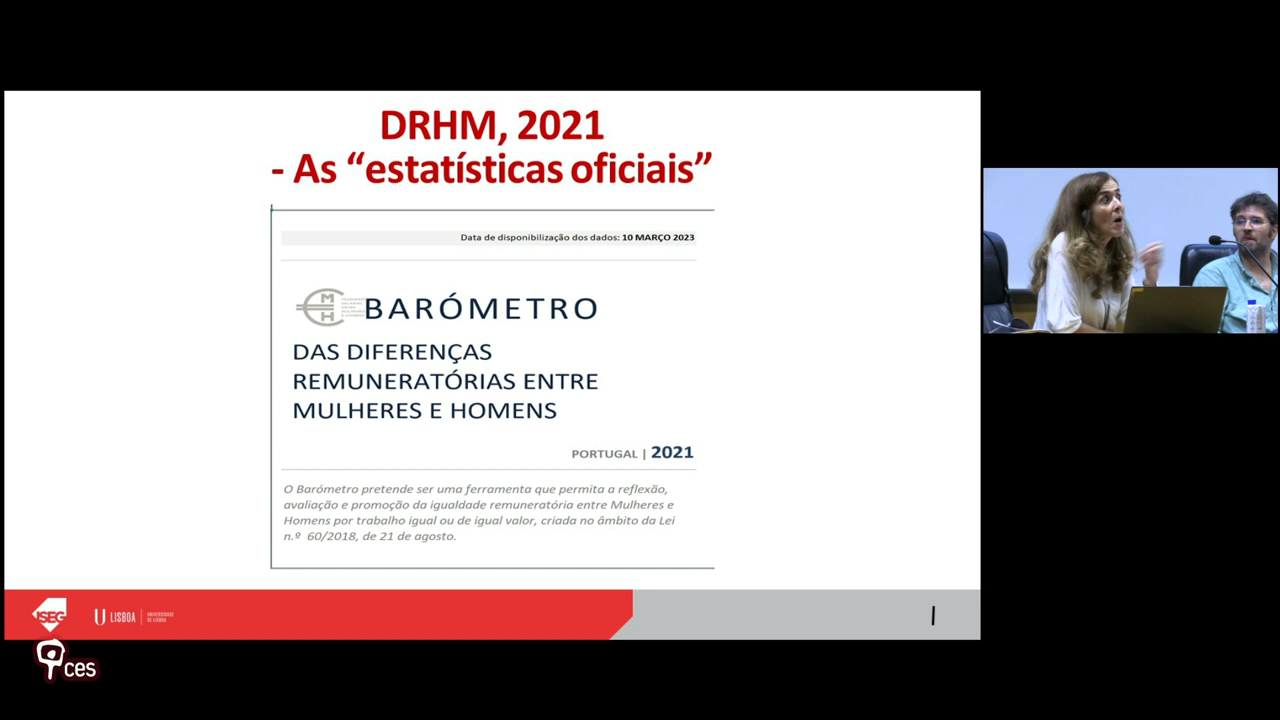 DRHM, 2021
- As “estatísticas oficiais”
Data de disponibilização dos dados: 10 MARÇO 2023
M
H
BARÓMETRO
DAS DIFERENÇAS
REMUNERATÓRIAS ENTRE
MULHERES E HOMENS
PORTUGAL | 2021
O Barómetro pretende ser uma ferramenta que permita a reflexão,
avaliação e promoção da igualdade remuneratória entre Mulheres e
Homens por trabalho igual ou de igual valor, criada no âmbito da Lei
n.º 60/2018, de 21 de agosto.
ISEG
U LISBOA
UNIVERSIDADE
DE LISBOA
ces